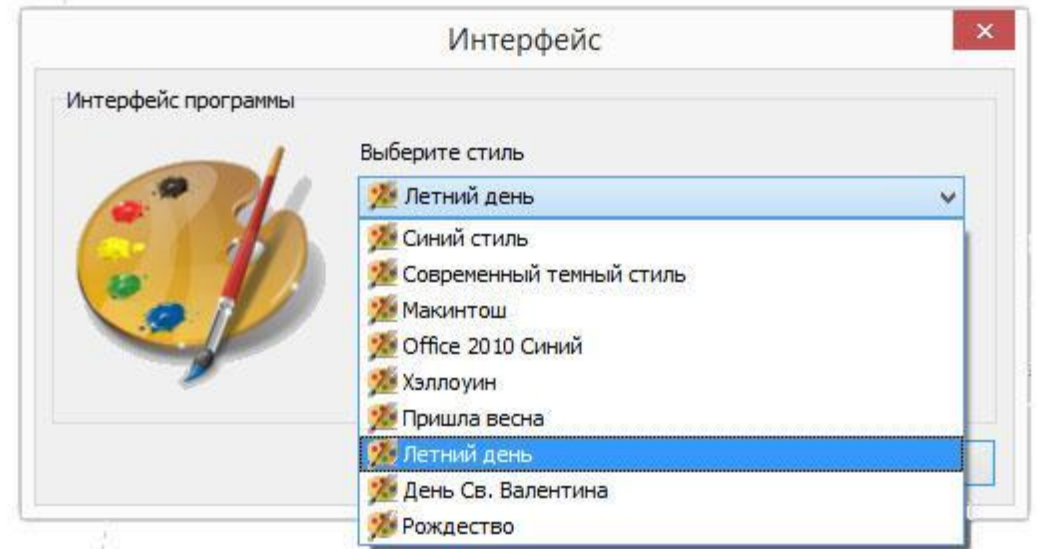 Интерфейс
Интерфейс программы
Выберите стиль
Летний день
Синий стиль
Современный темный стиль
Макинтош
Office 2010 Синий
Хэллоуин
Пришла весна
Летний день
День Св. Валентина
Рождество